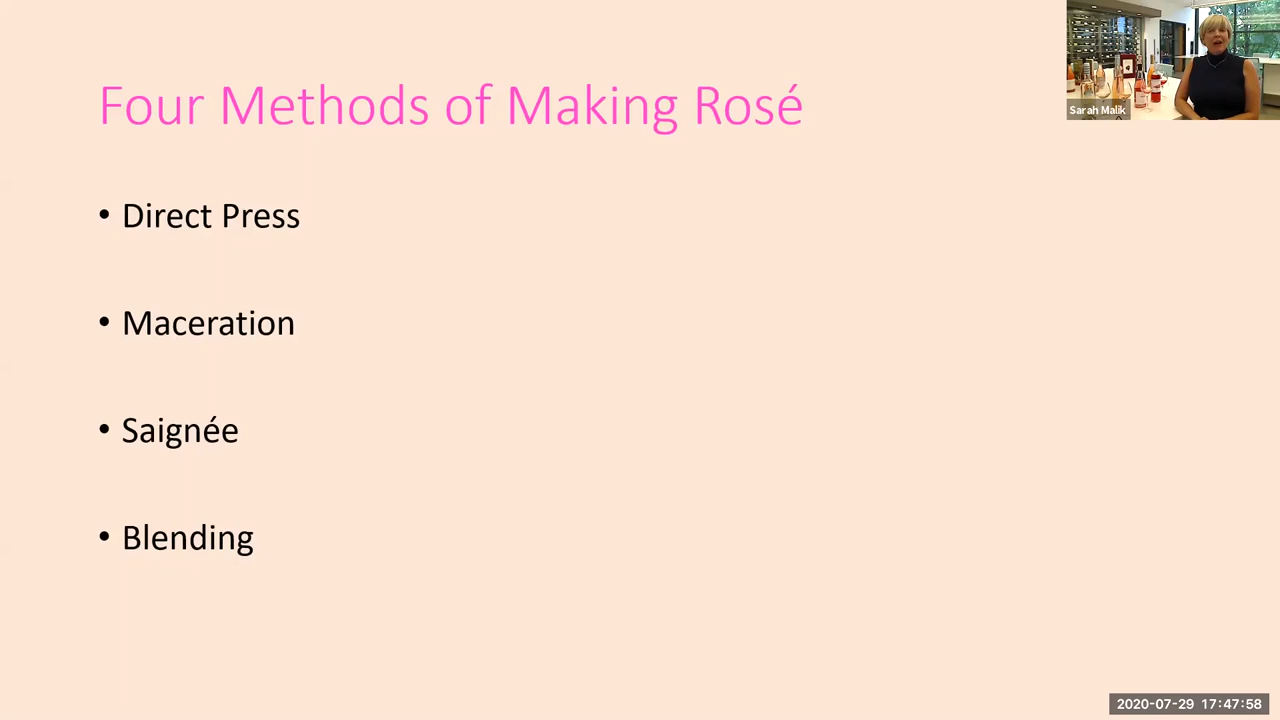 Four Methods of Making Rosé
Sarah Malik
• Direct Press
• Maceration
• Saignée
• Blending
2020-07-29 17:47:58